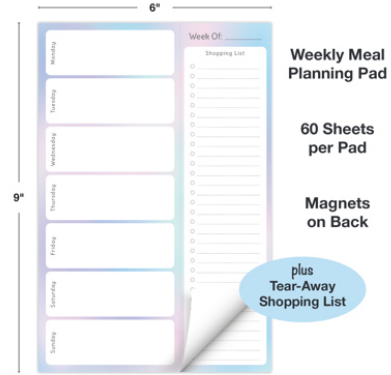 6"
9"
Week Of:
Shopping List
Monday
Tuesday
Wednesday
Thursday
Friday
Saturday
Sunday
Weekly Meal
Planning Pad
60 Sheets
per Pad
Magnets
on Back
plus
Tear-Away
Shopping List